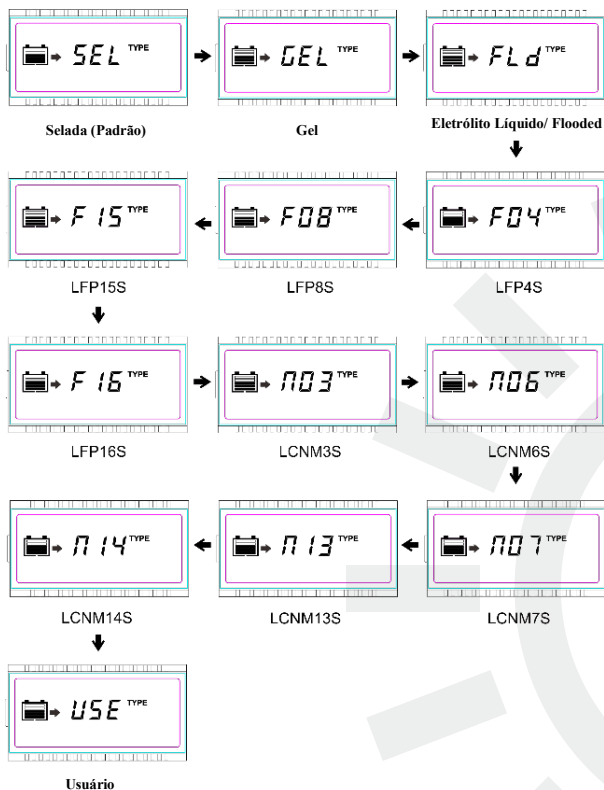 SEL TYPE
Selada (Padrão)
GEL TYPE
Gel
FLd TYPE
Eletrólito Líquido/ Flooded
F04 TYPE
LFP4S
F08 TYPE
LFP8S
F15 TYPE
LFP15S
F16 TYPE
LFP16S
N03 TYPE
LCNM3S
N06 TYPE
LCNM6S
N07 TYPE
LCNM7S
N13 TYPE
LCNM13S
N14 TYPE
LCNM14S
USE TYPE
Usuário